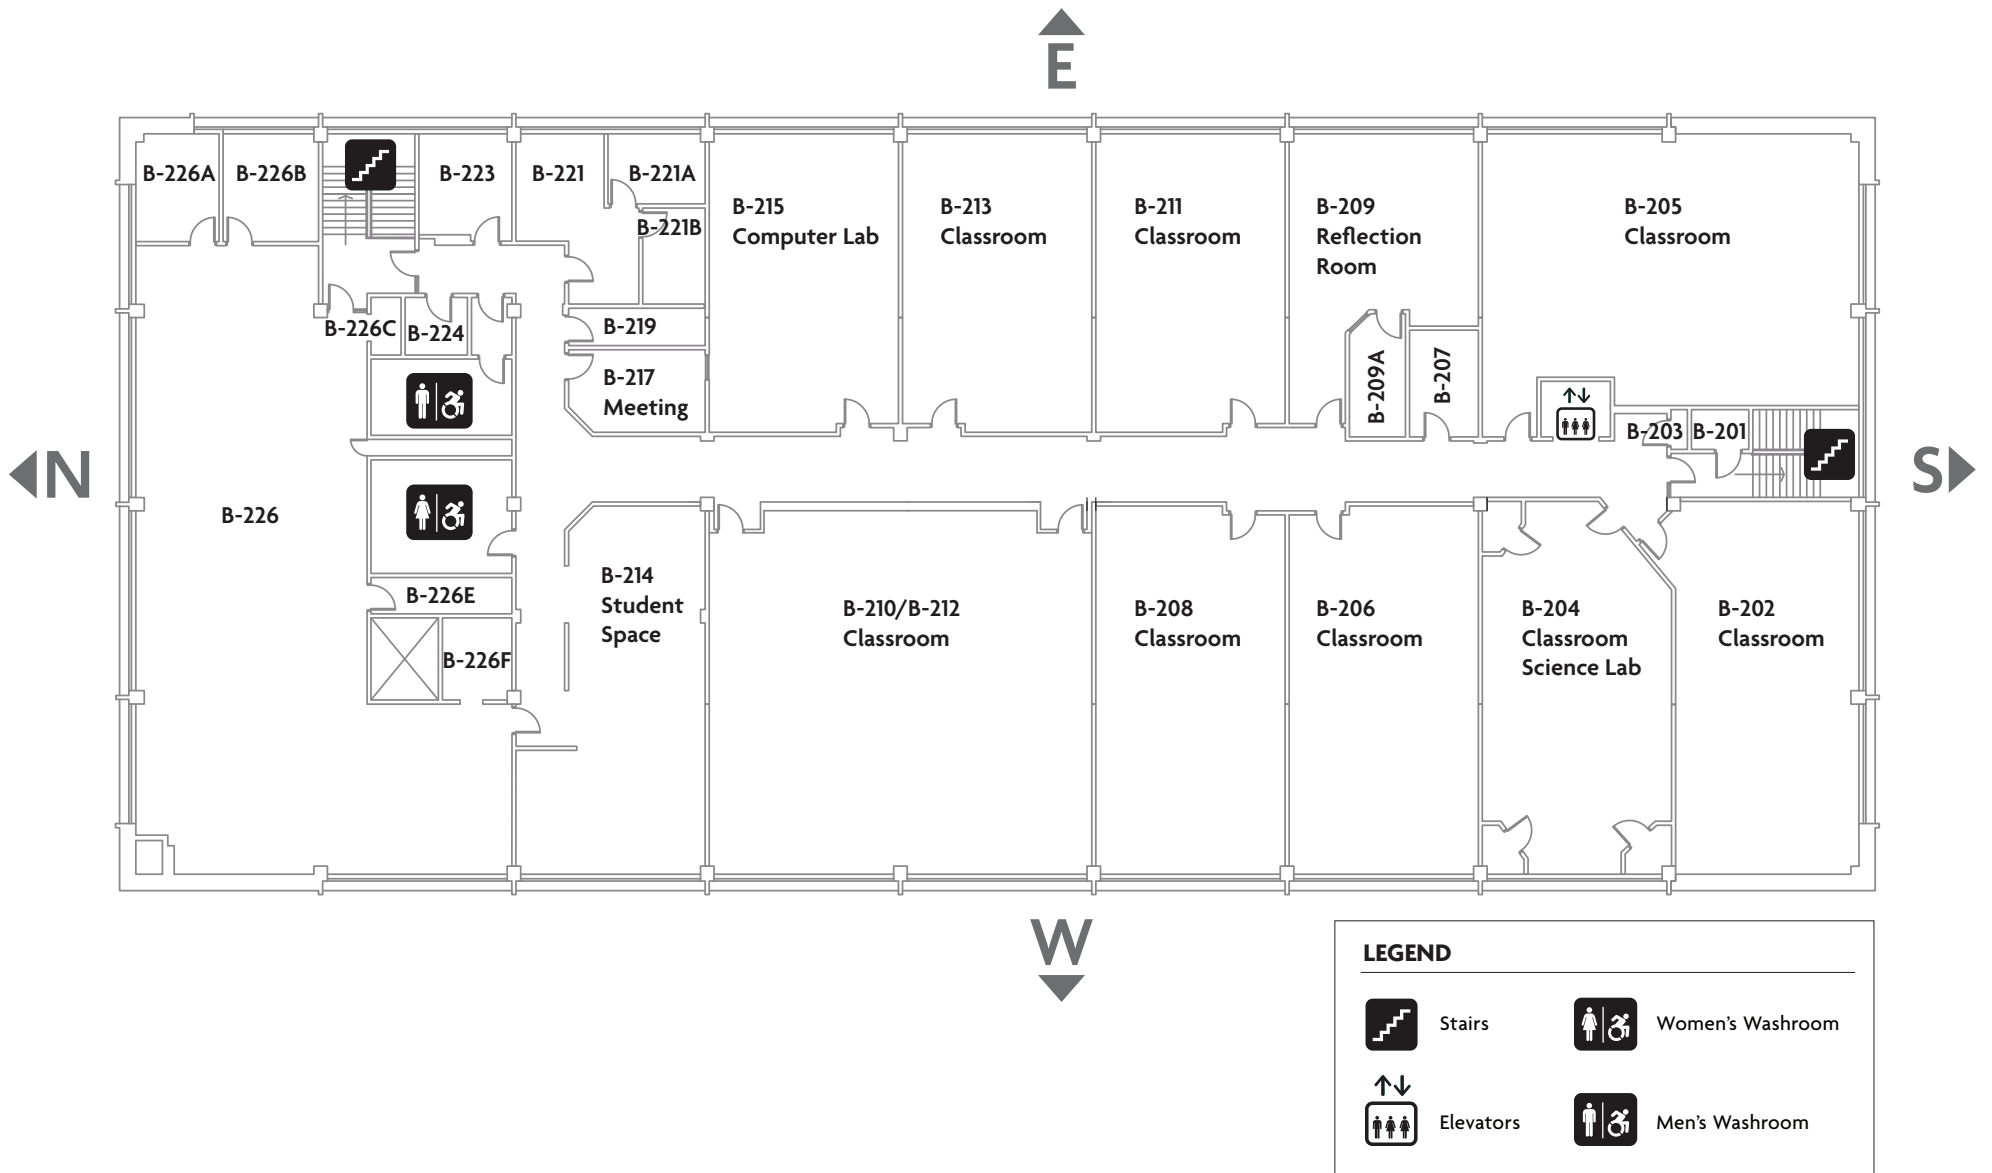 E
B-226A
B-226B
B-223
B-221
B-221A
B-221B
B-215
Computer Lab
B-213
Classroom
B-211
Classroom
B-209
Reflection
Room
B-205
Classroom
B-226C
B-224
B-219
B-217
Meeting
B-209A
B-207
B-203
B-201
N
S
B-226
B-226E
B-226F
B-214
Student
Space
B-210/B-212
Classroom
B-208
Classroom
B-206
Classroom
B-204
Classroom
Science Lab
B-202
Classroom
W
LEGEND
Stairs
Women's Washroom
Elevators
Men's Washroom